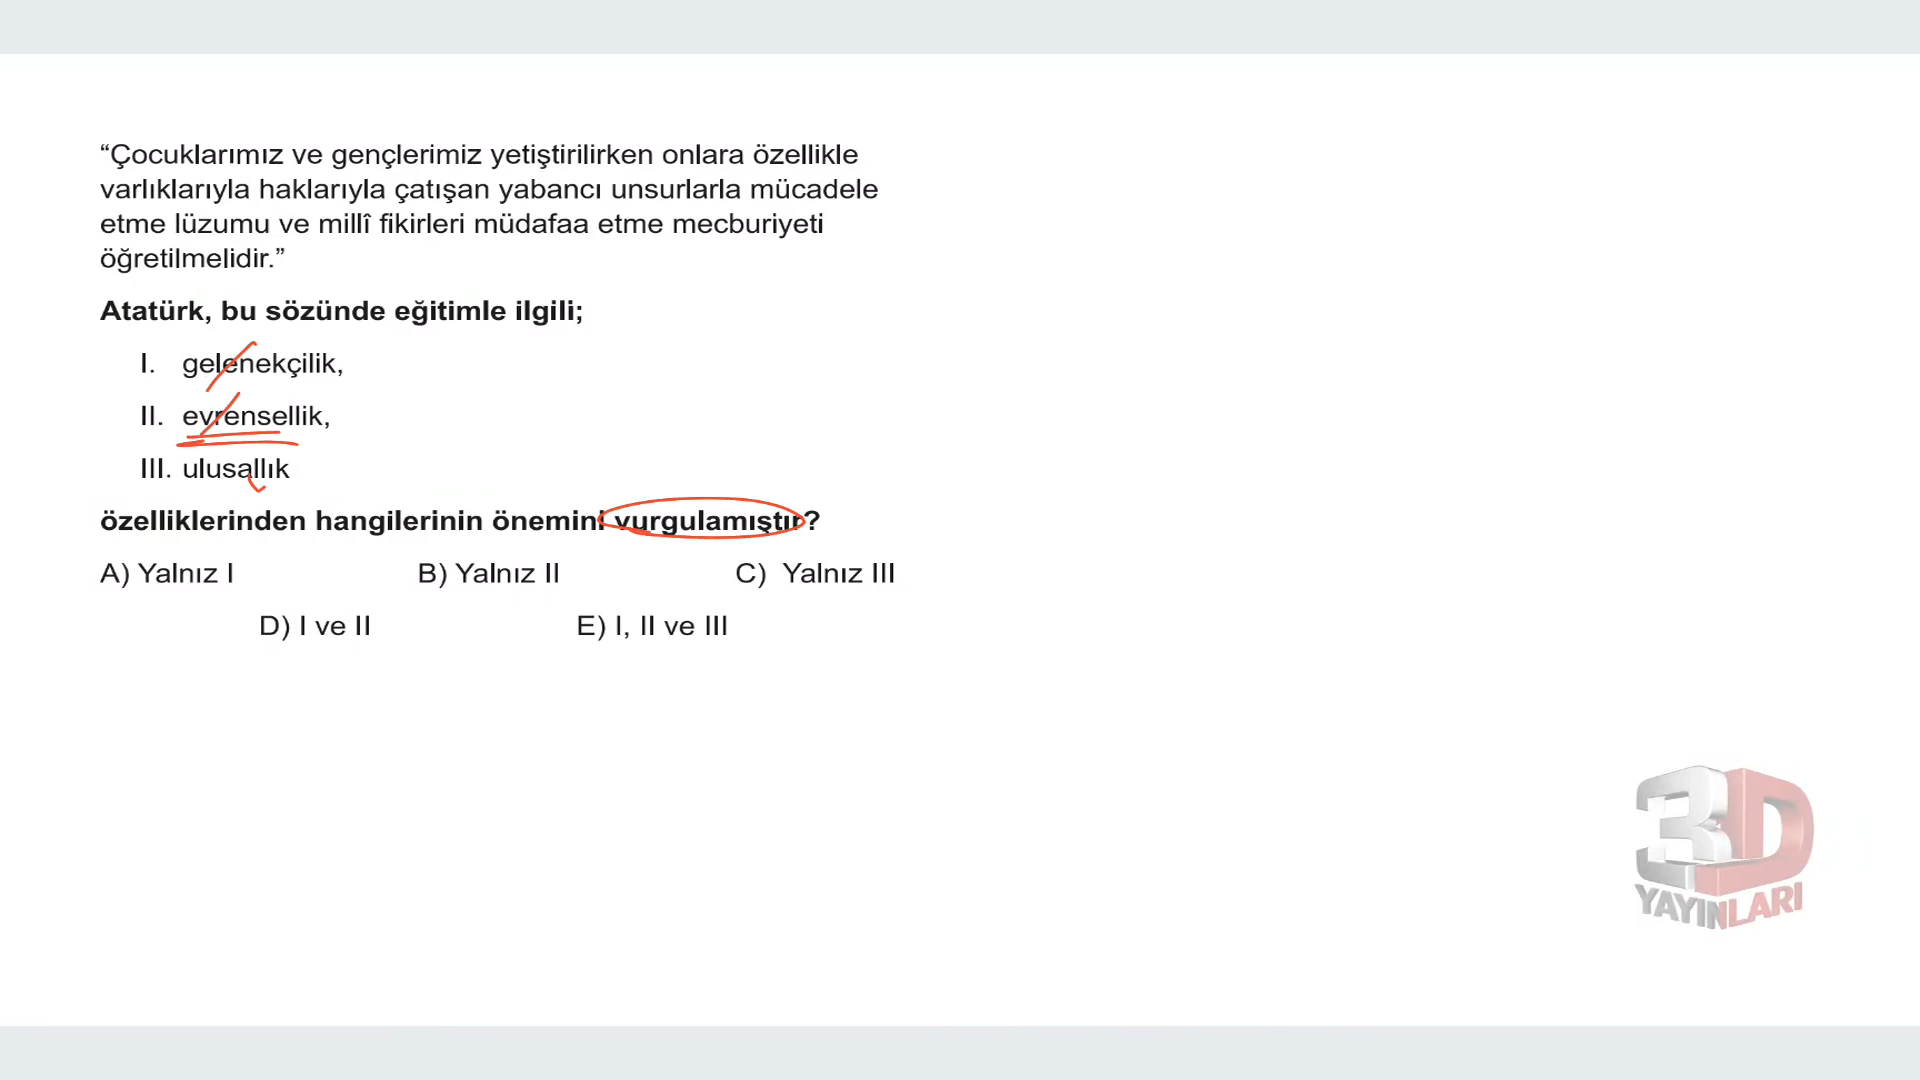 “Çocuklarımız ve gençlerimiz yetiştirilirken onlara özellikle
varlıklarıyla haklarıyla çatışan yabancı unsurlarla mücadele
etme lüzumu ve millî fikirleri müdafaa etme mecburiyeti
öğretilmelidir.”
Atatürk, bu sözünde eğitimle ilgili;
I. gelenekçilik,
II. evrensellik,
III. ulusallık
özelliklerinden hangilerinin önemini vurgulamıştır?
A) Yalnız I B) Yalnız II C) Yalnız III
D) I ve II E) I, II ve III
3D
YAYINLARI